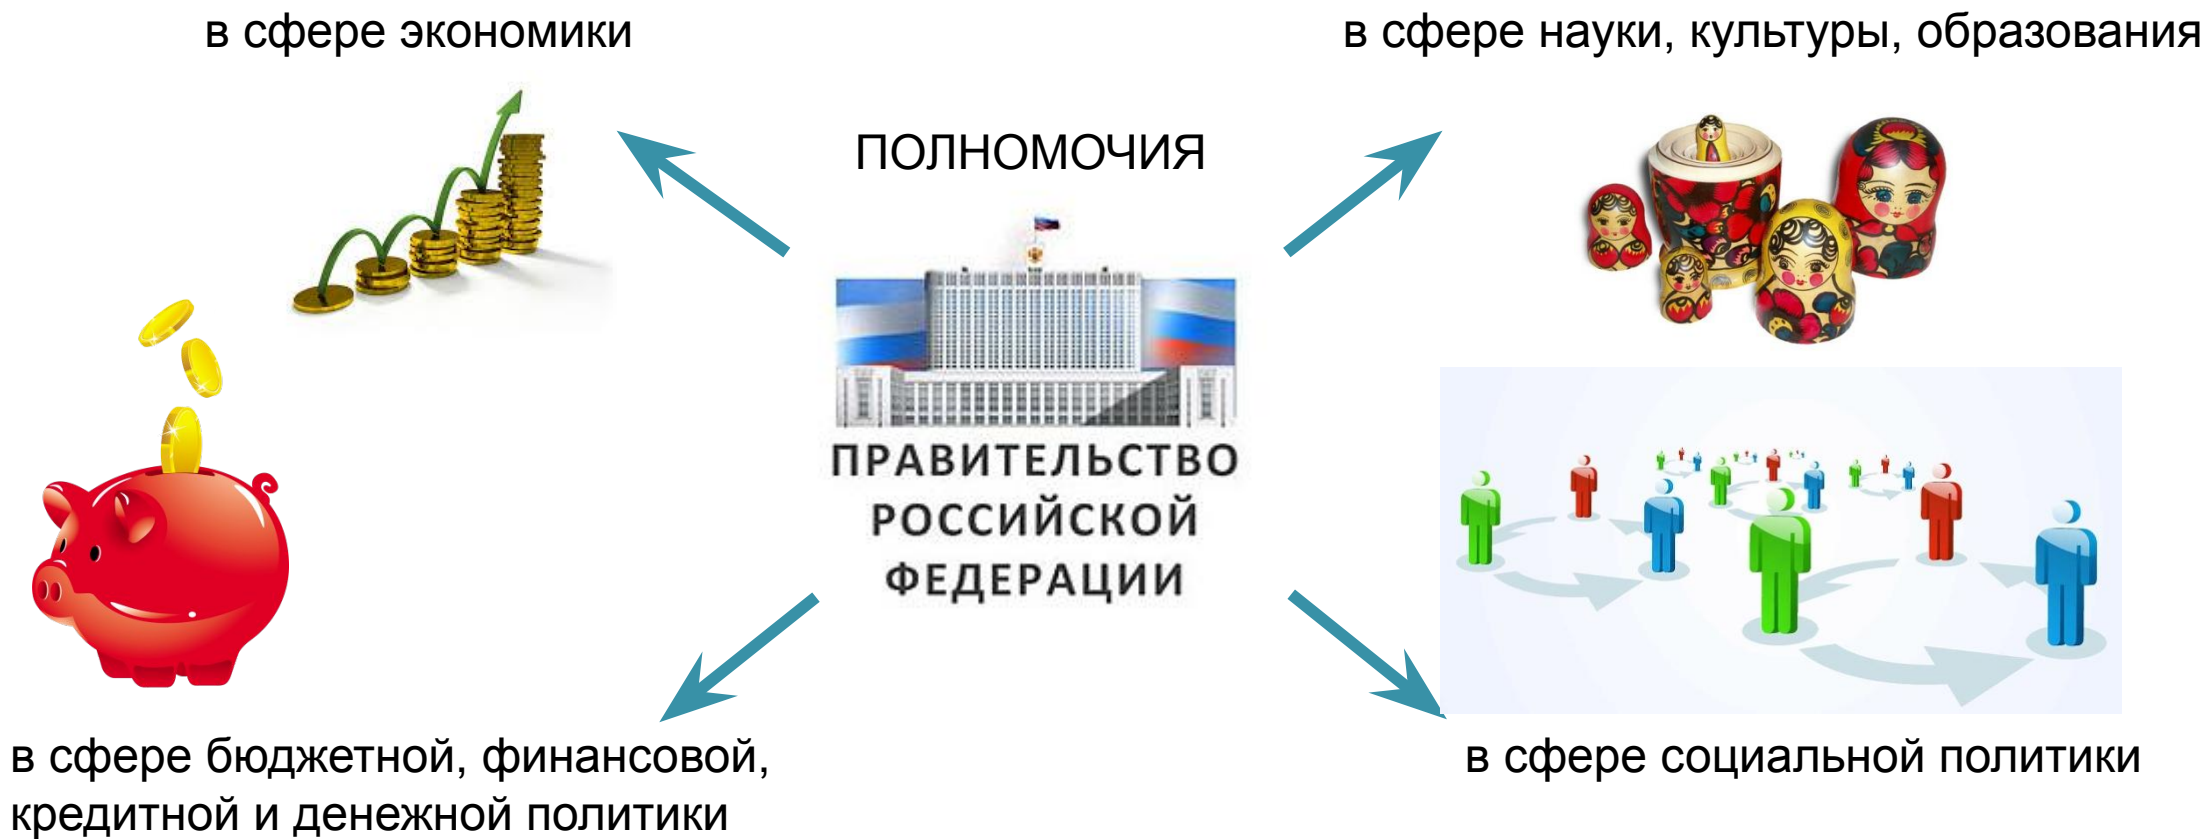 в сфере экономики
в сфере науки, культуры, образования
ПОЛНОМОЧИЯ
ПРАВИТЕЛЬСТВО
РОССИЙСКОЙ
ФЕДЕРАЦИИ
в сфере бюджетной, финансовой,
кредитной и денежной политики
в сфере социальной политики